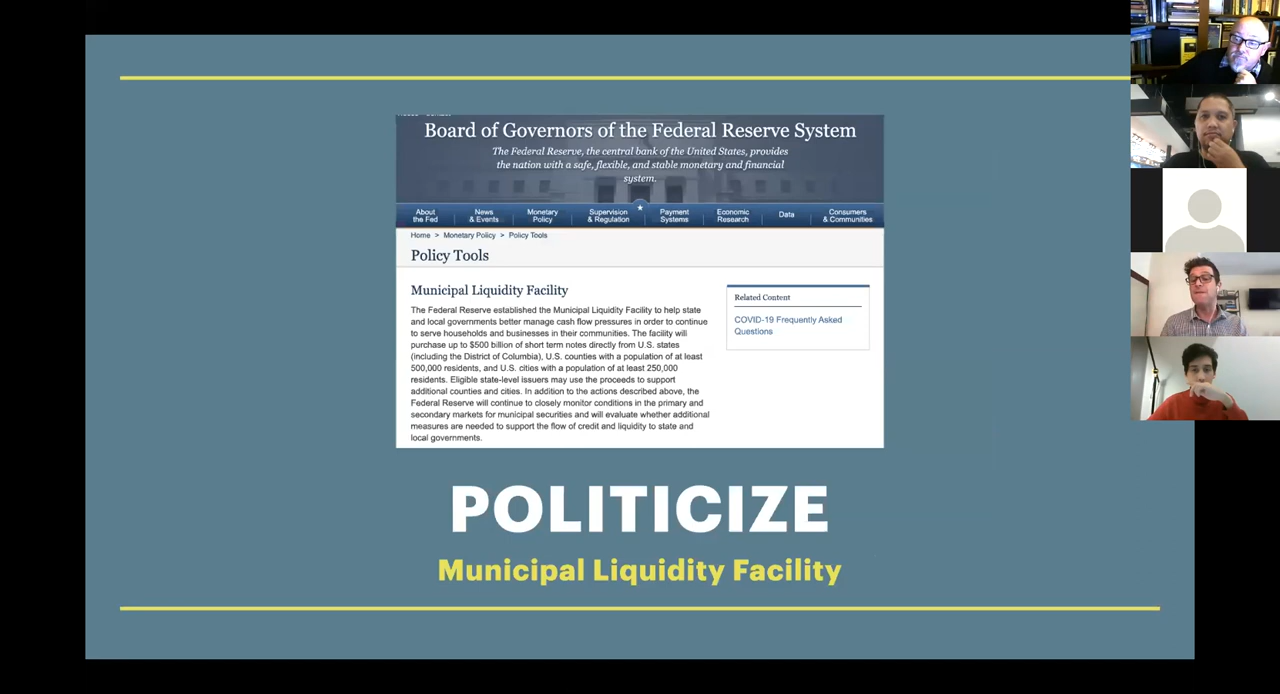 Board of Governors of the Federal Reserve System
The Federal Reserve, the central bank of the United States, provides
the nation with a safe, flexible, and stable monetary and financial
system.
About
the Fed
News
& Events
Monetary
Policy
Supervision
& Regulation
Payment
Systems
Economic
Research
Data
Consumers
& Communities
Home > Monetary Policy > Policy Tools
Policy Tools
Municipal Liquidity Facility
The Federal Reserve established the Municipal Liquidity Facility to help state
and local governments better manage cash flow pressures in order to continue
to serve households and businesses in their communities. The facility will
purchase up to $500 billion of short term notes directly from U.S. states
(including the District of Columbia), U.S. counties with a population of at least
500,000 residents, and U.S. cities with a population of at least 250,000
residents. Eligible state-level issuers may use the proceeds to support
additional counties and cities. In addition to the actions described above, the
Federal Reserve will continue to closely monitor conditions in the primary and
secondary markets for municipal securities and will evaluate whether additional
measures are needed to support the flow of credit and liquidity to state and
local governments.
Related Content
COVID-19 Frequently Asked
Questions
POLITICIZE
Municipal Liquidity Facility